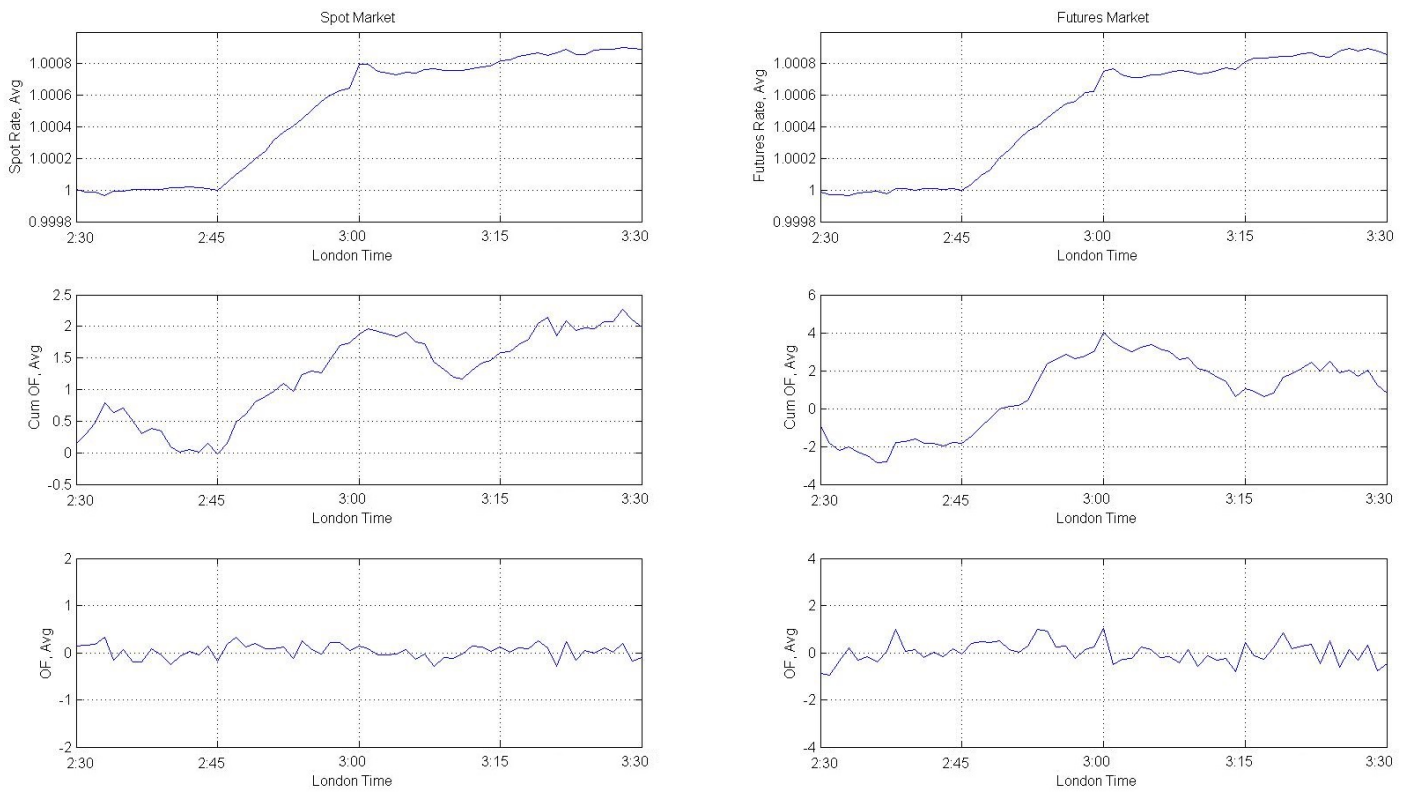 Spot Market
Spot Rate, Avg
1.0008
1.0006
1.0004
1.0002
1
0.9998
2:30 2:45 3:00 3:15 3:30
London Time
Futures Market
Futures Rate, Avg
1.0008
1.0006
1.0004
1.0002
1
0.9998
2:30 2:45 3:00 3:15 3:30
London Time
Cum OF, Avg
2.5
2
1.5
1
0.5
0
-0.5
2:30 2:45 3:00 3:15 3:30
London Time
Cum OF, Avg
6
4
2
0
-2
-4
2:30 2:45 3:00 3:15 3:30
London Time
OF, Avg
2
1
0
-1
-2
2:30 2:45 3:00 3:15 3:30
London Time
OF, Avg
4
2
0
-2
-4
2:30 2:45 3:00 3:15 3:30
London Time